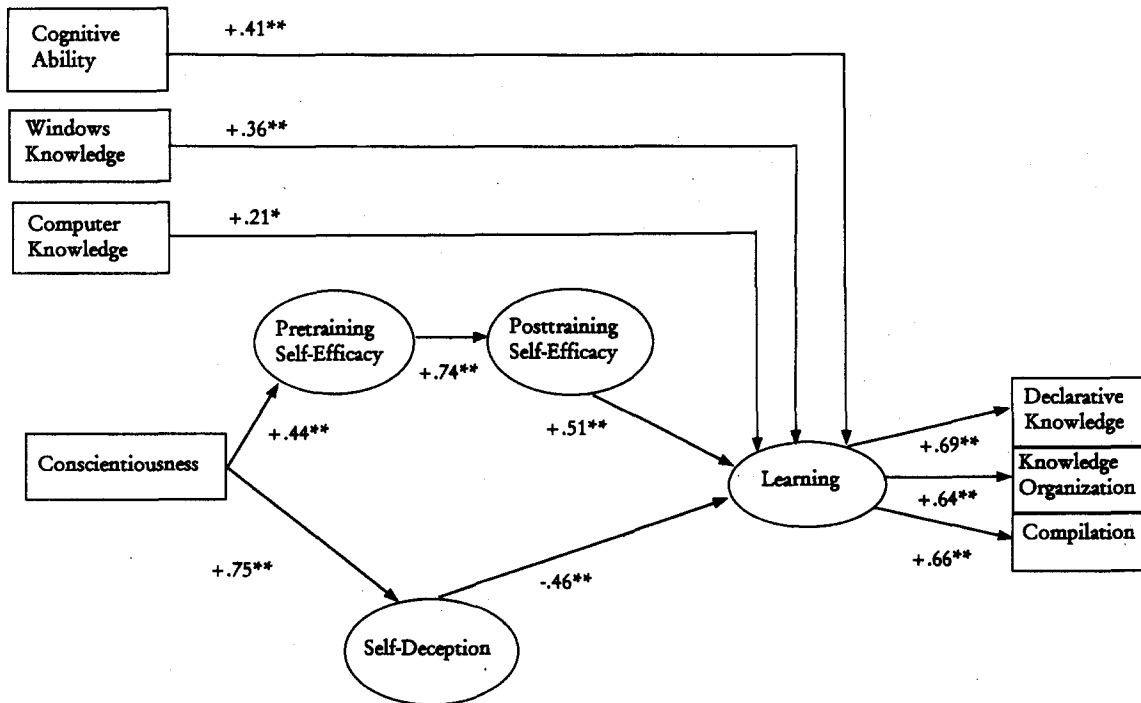 Cognitive
Ability
+.41**
Windows
Knowledge
+.36**
Computer
Knowledge
+.21*
Pretraining
Self-Efficacy
+.74**
Posttraining
Self-Efficacy
+.44**
+.51**
Conscientiousness
Learning
Declarative
Knowledge
+.69**
Knowledge
Organization
+.64**
Compilation
+.66**
+.75**
-.46**
Self-Deception